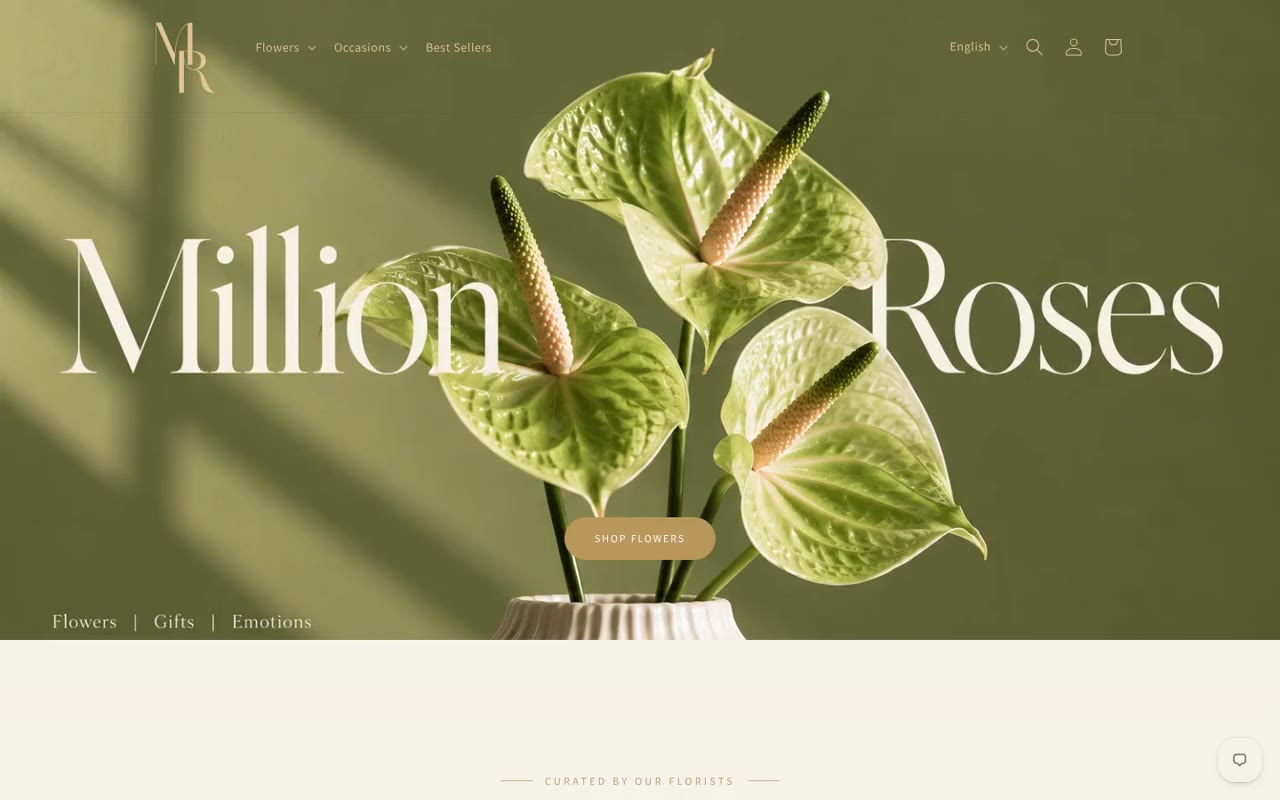 MR
Flowers
Occasions
Best Sellers
English
Million Roses
SHOP FLOWERS
Flowers | Gifts | Emotions
CURATED BY OUR FLORISTS